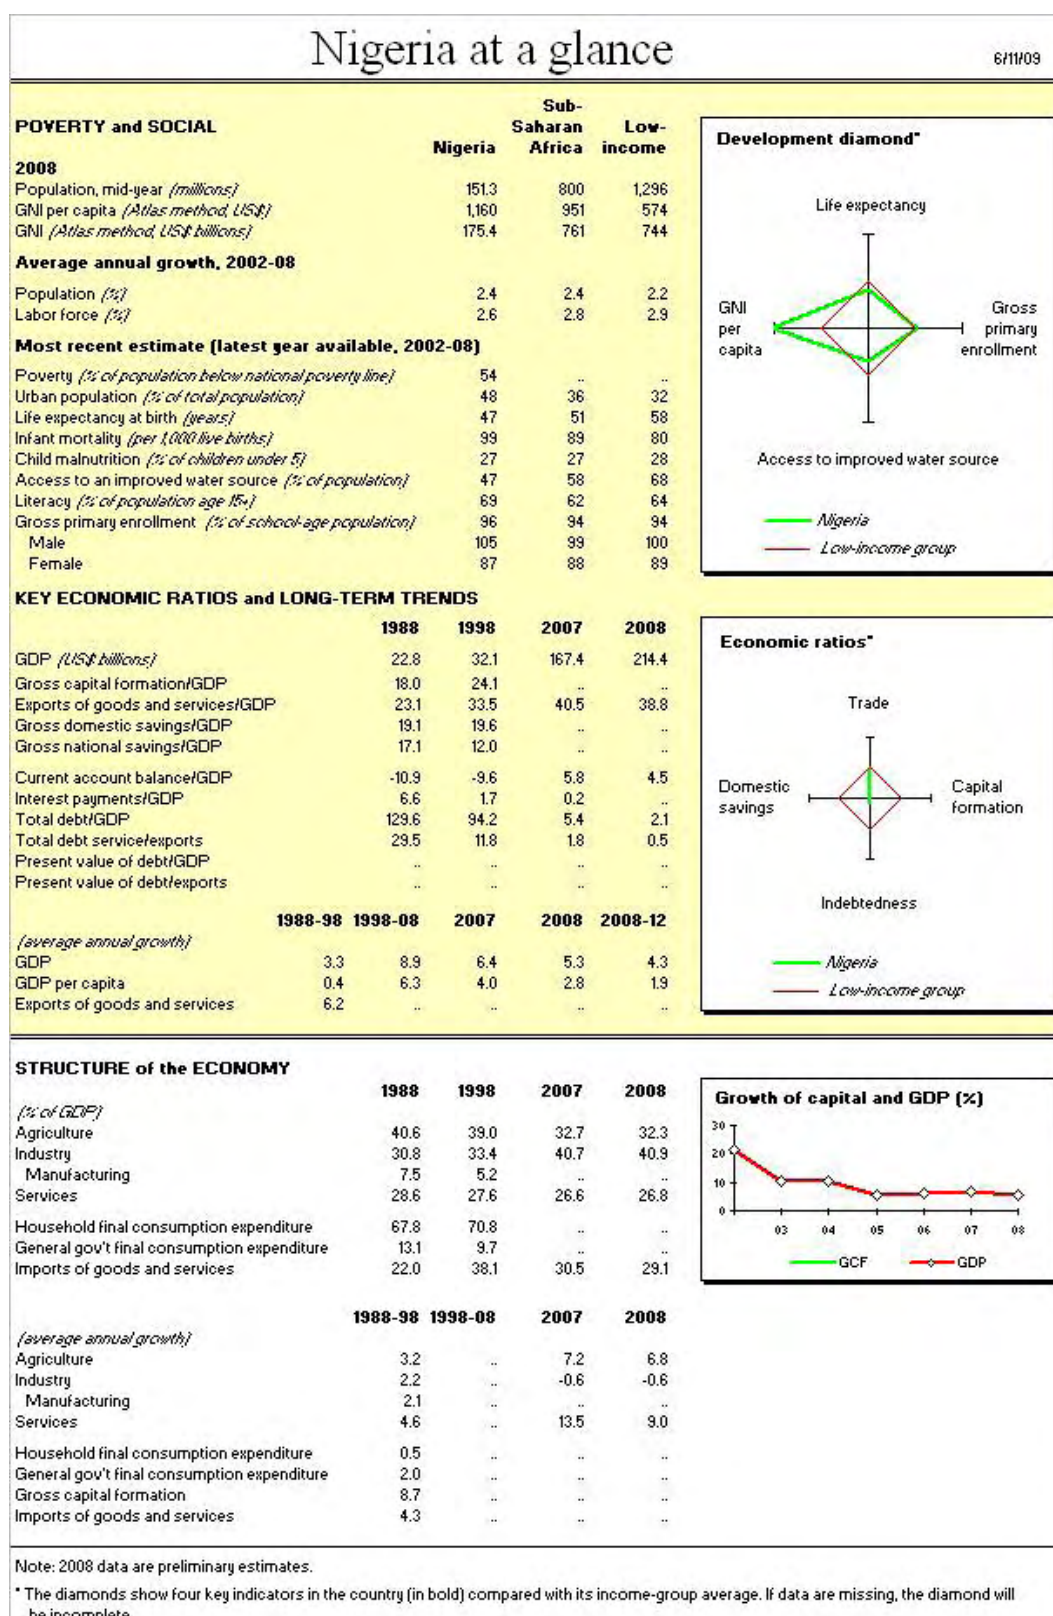 Nigeria at a glance 6/11/09
POVERTY and SOCIAL Nigeria Sub-Saharan Africa Low-income
2008
Population, mid-year (millions) 151.3 800 1,296
GNI per capita (Atlas method, US$) 1,160 951 574
GNI (Atlas method, US$ billions) 175.4 761 744
Average annual growth, 2002-08
Population (%) 2.4 2.4 2.2
Labor force (%) 2.6 2.8 2.9
Most recent estimate (latest year available, 2002-08)
Poverty (% of population below national poverty line) 54 .. ..
Urban population (% of total population) 48 36 32
Life expectancy at birth (years) 47 51 58
Infant mortality (per 1,000 live births) 99 89 80
Child malnutrition (% of children under 5) 27 27 28
Access to an improved water source (% of population) 47 58 68
Literacy (% of population age 15+) 69 62 64
Gross primary enrollment (% of school-age population) 96 94 94
Male 105 99 100
Female 87 88 89
Development diamond*
Life expectancy
GNI per capita
Gross primary enrollment
Access to improved water source
Nigeria
Low-income group
KEY ECONOMIC RATIOS and LONG-TERM TRENDS
1988 1998 2007 2008
GDP (US$ billions) 22.8 32.1 167.4 214.4
Gross capital formation/GDP 18.0 24.1 .. ..
Exports of goods and services/GDP 23.1 33.5 40.5 38.8
Gross domestic savings/GDP 19.1 19.6 .. ..
Gross national savings/GDP 17.1 12.0 .. ..
Current account balance/GDP -10.9 -9.6 5.8 4.5
Interest payments/GDP 6.6 1.7 0.2 ..
Total debt/GDP 129.6 94.2 5.4 2.1
Total debt service/exports 29.5 11.8 1.8 0.5
Present value of debt/GDP .. .. .. ..
Present value of debt/exports .. .. .. ..
1988-98 1998-08 2007 2008 2008-12
(average annual growth)
GDP 3.3 8.9 6.4 5.3 4.3
GDP per capita 0.4 6.3 4.0 2.8 1.9
Exports of goods and services 6.2 .. .. .. ..
Economic ratios*
Trade
Domestic savings
Capital formation
Indebtedness
Nigeria
Low-income group
STRUCTURE of the ECONOMY
1988 1998 2007 2008
(% of GDP)
Agriculture 40.6 39.0 32.7 32.3
Industry 30.8 33.4 40.7 40.9
Manufacturing 7.5 5.2 .. ..
Services 28.6 27.6 26.6 26.8
Household final consumption expenditure 67.8 70.8 .. ..
General gov't final consumption expenditure 13.1 9.7 .. ..
Imports of goods and services 22.0 38.1 30.5 29.1
Growth of capital and GDP (%)
30
20
10
0
03 04 05 06 07 08
GCF GDP
1988-98 1998-08 2007 2008
(average annual growth)
Agriculture 3.2 .. 7.2 6.8
Industry 2.2 .. -0.6 -0.6
Manufacturing 2.1 .. .. ..
Services 4.6 .. 13.5 9.0
Household final consumption expenditure 0.5 .. .. ..
General gov't final consumption expenditure 2.0 .. .. ..
Gross capital formation 8.7 .. .. ..
Imports of goods and services 4.3 .. .. ..
Note: 2008 data are preliminary estimates.
* The diamonds show four key indicators in the country (in bold) compared with its income-group average. If data are missing, the diamond will
be incomplete.